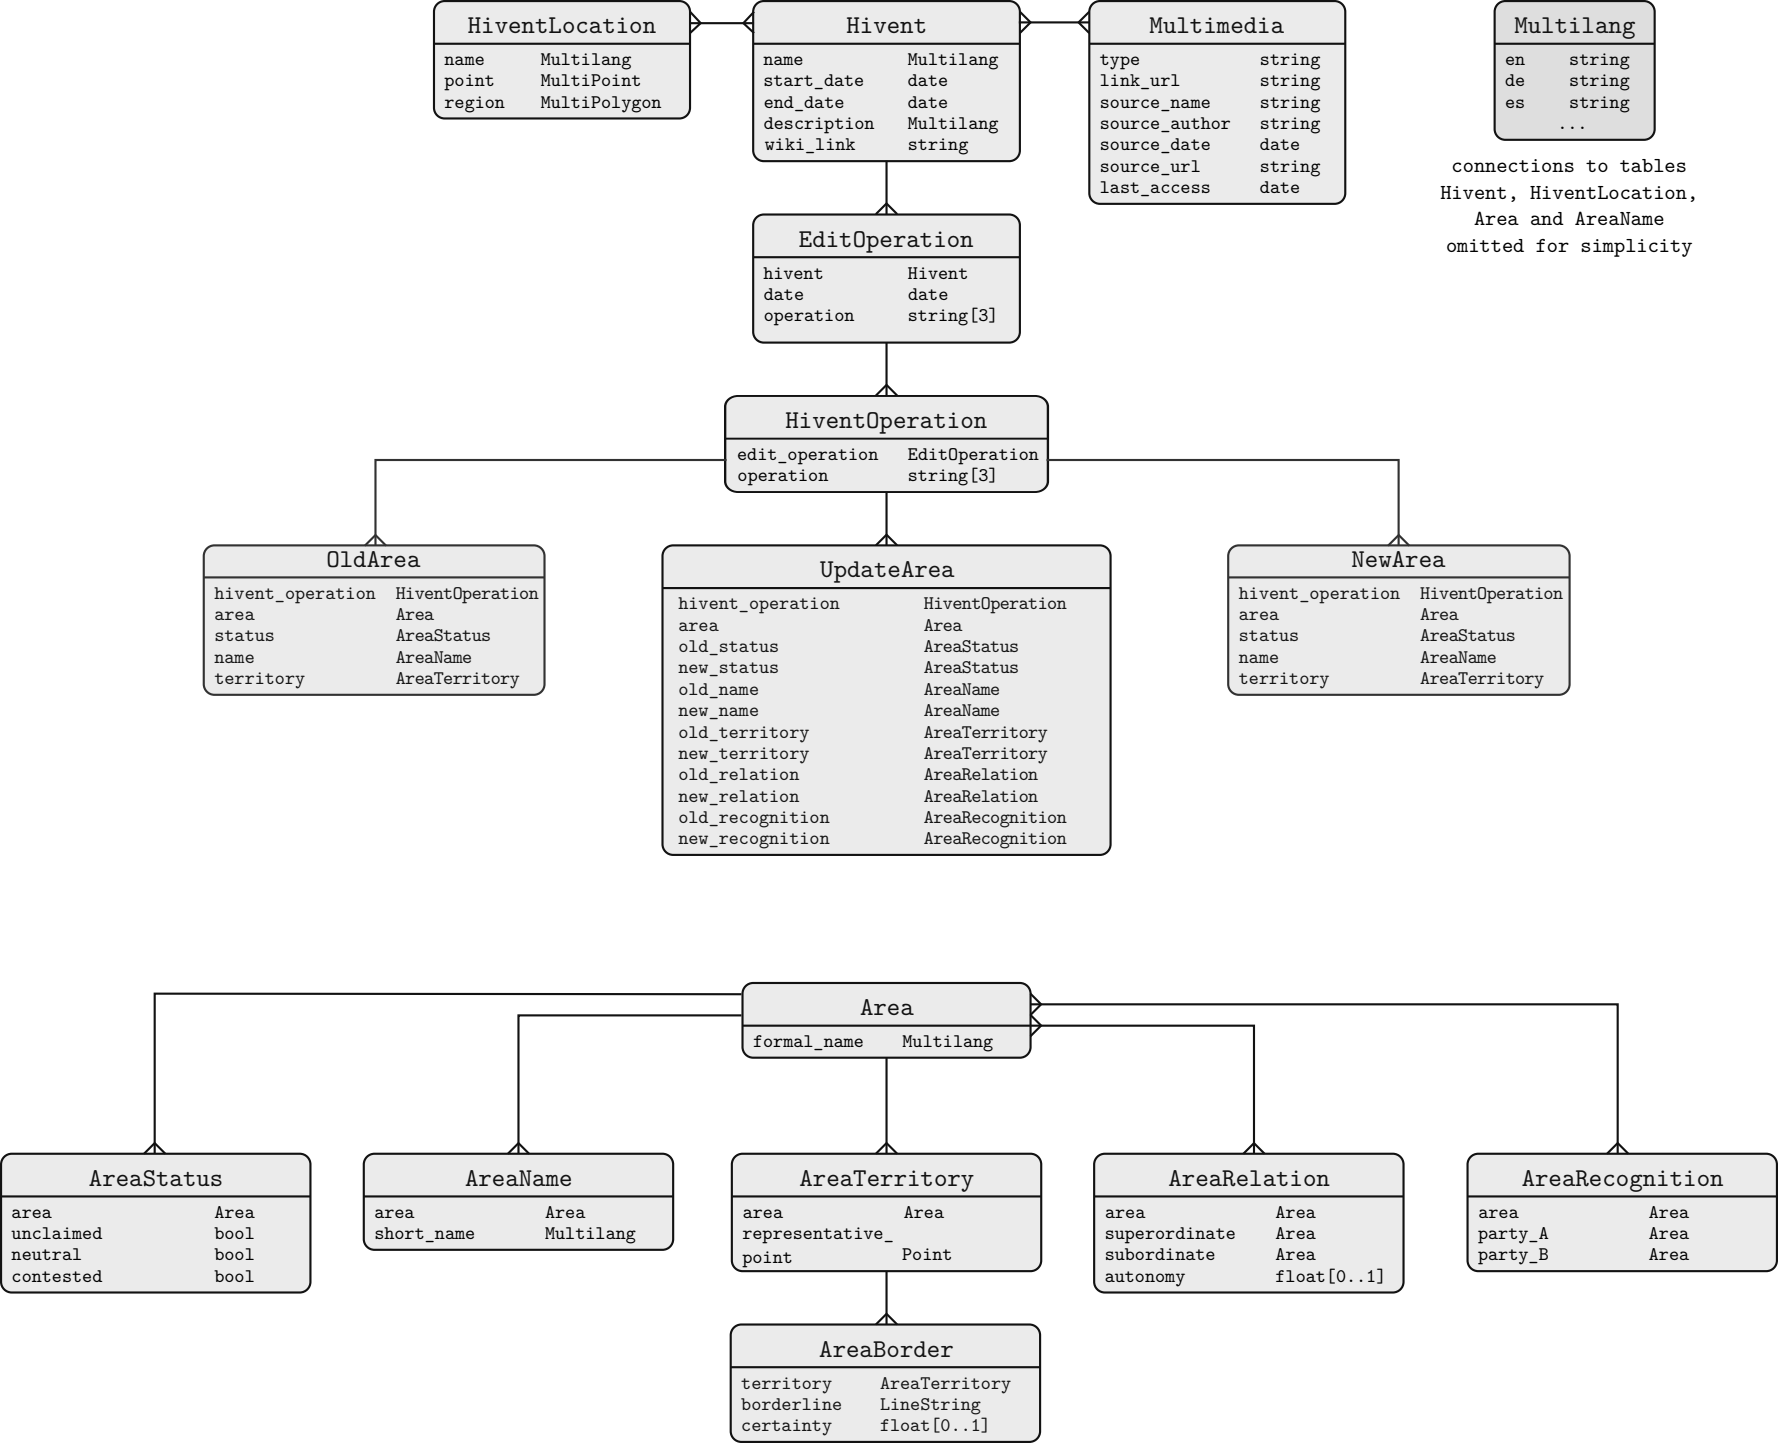 HiventLocation
name Multilang
point MultiPoint
region MultiPolygon
Hivent
name Multilang
start_date date
end_date date
description Multilang
wiki_link string
Multimedia
type string
link_url string
source_name string
source_author string
source_date date
source_url string
last_access date
Multilang
en string
de string
es string
...
connections to tables
Hivent, HiventLocation,
Area and AreaName
omitted for simplicity
EditOperation
hivent Hivent
date date
operation string[3]
HiventOperation
edit_operation EditOperation
operation string[3]
OldArea
hivent_operation HiventOperation
area Area
status AreaStatus
name AreaName
territory AreaTerritory
UpdateArea
hivent_operation HiventOperation
area Area
old_status AreaStatus
new_status AreaStatus
old_name AreaName
new_name AreaName
old_territory AreaTerritory
new_territory AreaTerritory
old_relation AreaRelation
new_relation AreaRelation
old_recognition AreaRecognition
new_recognition AreaRecognition
NewArea
hivent_operation HiventOperation
area Area
status AreaStatus
name AreaName
territory AreaTerritory
Area
formal_name Multilang
AreaStatus
area Area
unclaimed bool
neutral bool
contested bool
AreaName
area Area
short_name Multilang
AreaTerritory
area Area
representative_
point Point
AreaRelation
area Area
superordinate Area
subordinate Area
autonomy float[0..1]
AreaRecognition
area Area
party_A Area
party_B Area
AreaBorder
territory AreaTerritory
borderline LineString
certainty float[0..1]